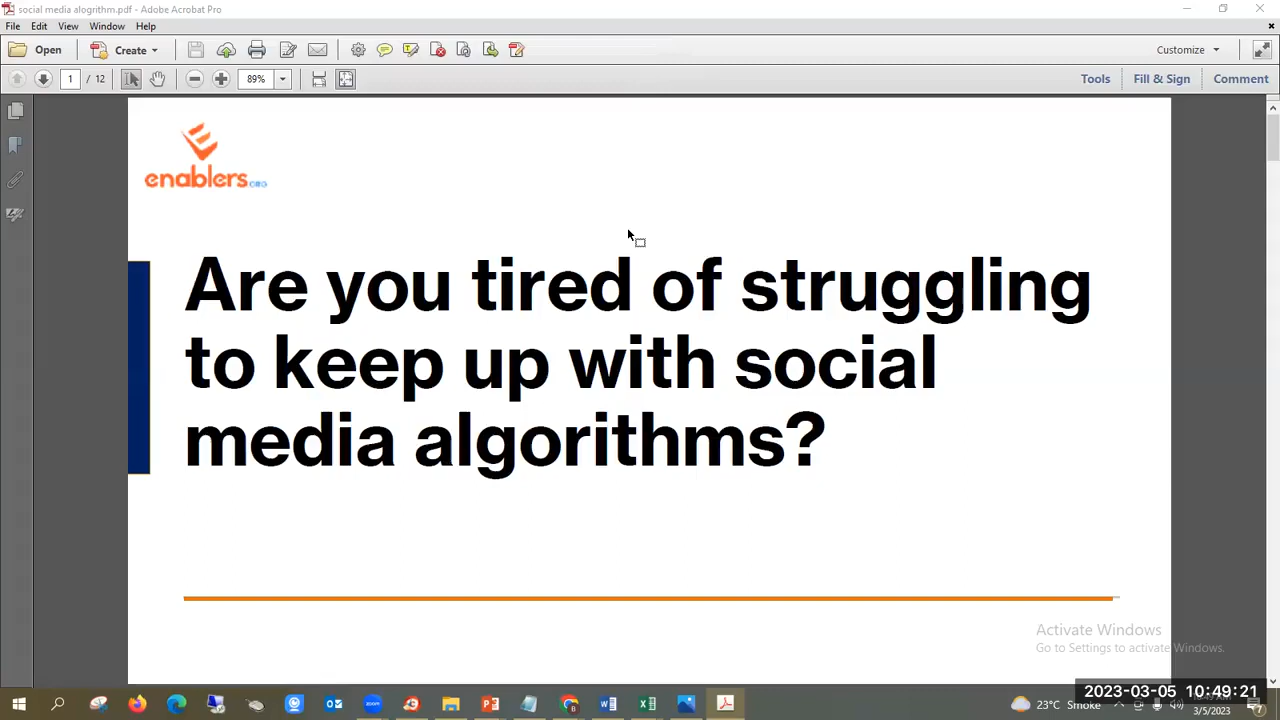 social media alogrithm.pdf - Adobe Acrobat Pro
File Edit View Window Help
Open Create Customize
1 / 12 89% Tools Fill & Sign Comment
enablers.ORG
Are you tired of struggling
to keep up with social
media algorithms?
Activate Windows
Go to Settings to activate Windows.
2023-03-05 10:49:21
23°C Smoke
3/5/2023